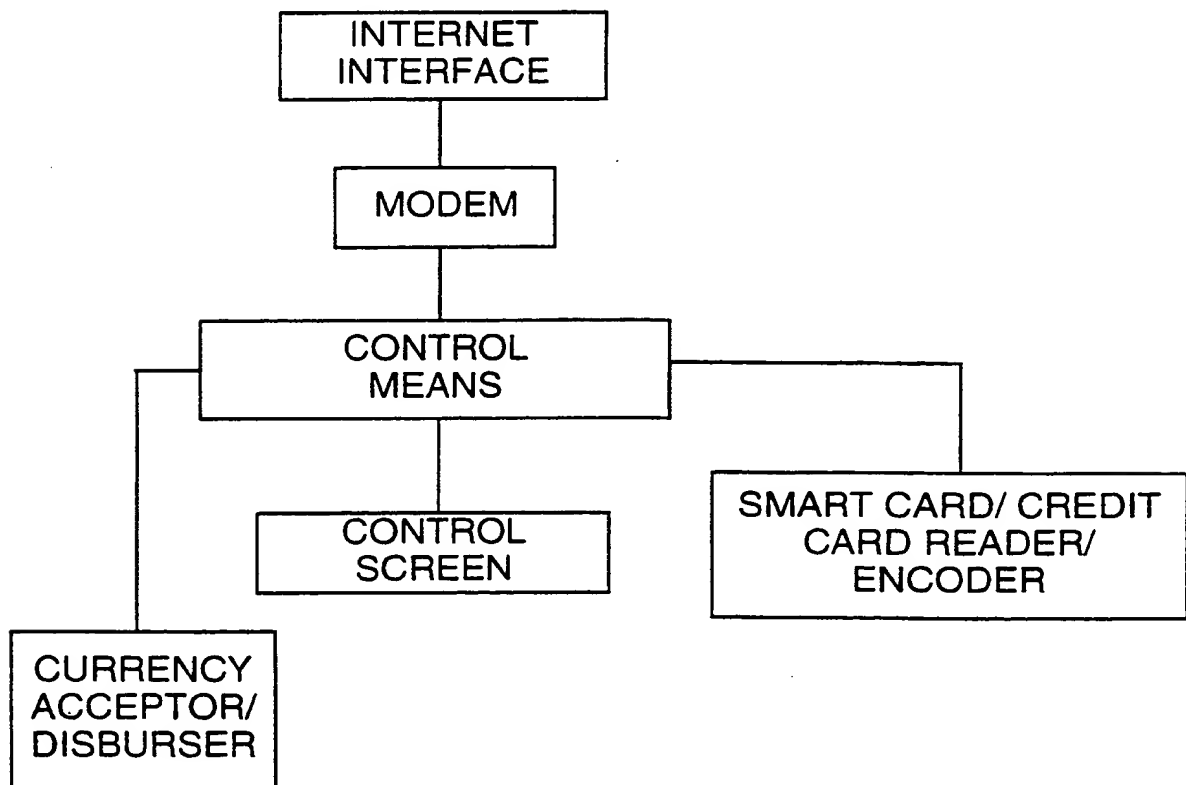 INTERNET
INTERFACE
MODEM
CONTROL
MEANS
CONTROL
SCREEN
SMART CARD/ CREDIT
CARD READER/
ENCODER
CURRENCY
ACCEPTOR/
DISBURSER